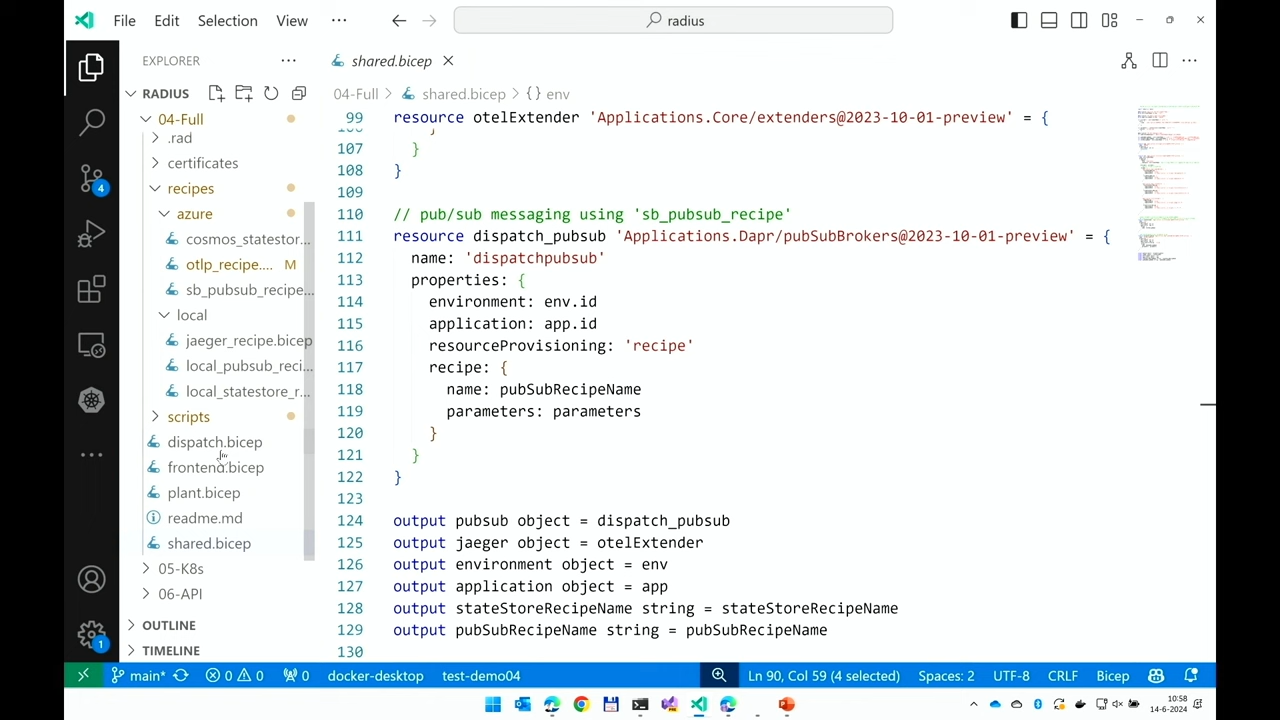 File Edit Selection View ··· radius
EXPLORER ···
shared.bicep
RADIUS
04-Full > shared.bicep > {} env
04-Full
.rad
certificates
recipes
azure
cosmos_statestor...
otlp_recipe.... M
sb_pubsub_recipe...
local
jaeger_recipe.bicep
local_pubsub_reci...
local_statestore_r...
scripts
dispatch.bicep
frontend.bicep
plant.bicep
readme.md
shared.bicep
05-K8s
06-API
OUTLINE
TIMELINE
4
1
99 resource otelExtender 'Applications.Core/extenders@2023-10-01-preview' = {
107 }
108 }
109
110 // pub/sub messaging using 'sb_pubsub_recipe'
111 resource dispatch_pubsub 'Applications.Dapr/pubSubBrokers@2023-10-01-preview' = {
112 name: 'dispatchpubsub'
113 properties: {
114 environment: env.id
115 application: app.id
116 resourceProvisioning: 'recipe'
117 recipe: {
118 name: pubSubRecipeName
119 parameters: parameters
120 }
121 }
122 }
123
124 output pubsub object = dispatch_pubsub
125 output jaeger object = otelExtender
126 output environment object = env
127 output application object = app
128 output stateStoreRecipeName string = stateStoreRecipeName
129 output pubSubRecipeName string = pubSubRecipeName
130
main* 0 0 0 docker-desktop test-demo04 Ln 90, Col 59 (4 selected) Spaces: 2 UTF-8 CRLF Bicep
10:58
14-6-2024